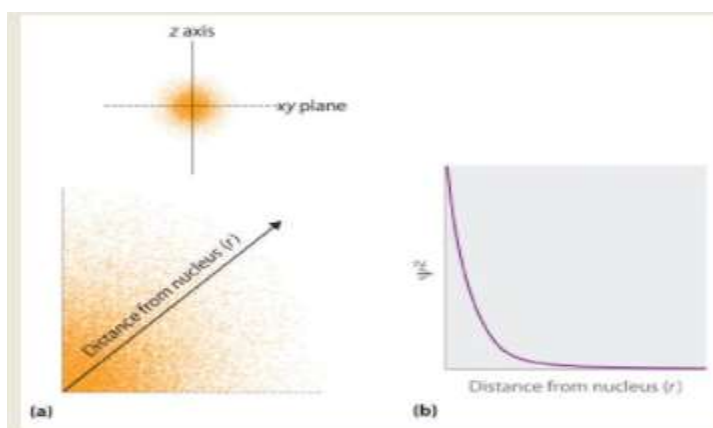 z axis
xy plane
Distance from nucleus (r)
(a)
Ψ²
Distance from nucleus (r)
(b)